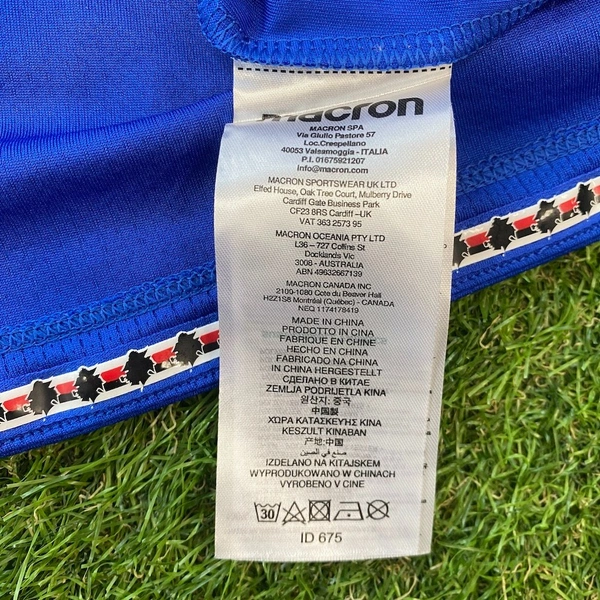 macron
MACRON SPA
Via Giulio Pastore 57
Loc.Crespellano
40053 Valsamoggia - ITALIA
P.I. 01675921207
info@macron.com
MACRON SPORTSWEAR UK LTD
Elfed House, Oak Tree Court, Mulberry Drive
Cardiff Gate Business Park
CF23 8RS Cardiff -UK
VAT 363 2573 95
MACRON OCEANIA PTY LTD
L36 - 727 Collins St
Docklands Vic
3008 - AUSTRALIA
ABN 49632667139
MACRON CANADA INC
2100-1080 Cote du Beaver Hall
H2Z1S8 Montréal (Québec) - CANADA
NEQ 1174178419
MADE IN CHINA
PRODOTTO IN CINA
FABRIQUE EN CHINE
HECHO EN CHINA
FABRICADO NA CHINA
IN CHINA HERGESTELLT
СДЕЛАНО В КИТАЕ
ZEMLJA PODRIJETLA KINA
원산지: 중국
中国製
ΧΩΡΑ ΚΑΤΑΣΚΕΥΗΣ ΚΙΝΑ
KESZULT KINABAN
产地:中国
صنع في الصين
IZDELANO NA KITAJSKEM
WYPRODUKOWANO W CHINACH
VYROBENO V CINE
30
ID 675